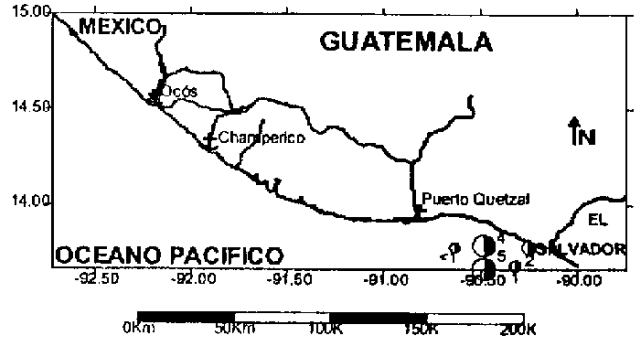 15.00
MEXICO
GUATEMALA
Ocós
14.50
Champerico
N
14.00
Puerto Quetzal
EL
SALVADOR
4
5
<1
1
2
OCEANO PACIFICO
-92.50 -92.00 -91.50 -91.00 -90.50 -90.00
0Km 50Km 100K 150K 200K